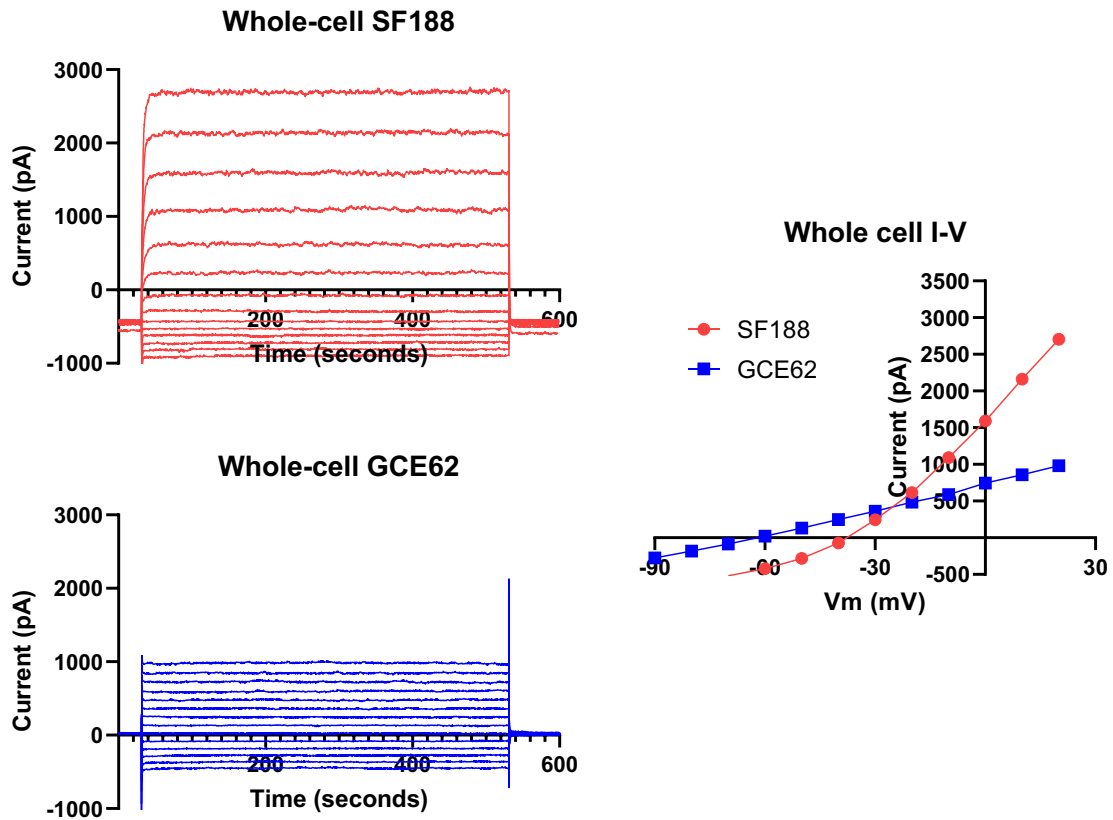 Whole-cell SF188
3000
2000
1000
0
-1000
Current (pA)
200
400
600
Time (seconds)
Whole-cell GCE62
3000
2000
1000
0
-1000
Current (pA)
200
400
600
Time (seconds)
Whole cell I-V
SF188
GCE62
3500
3000
2500
2000
1500
1000
500
-500
Current (pA)
-90
-60
-30
30
Vm (mV)